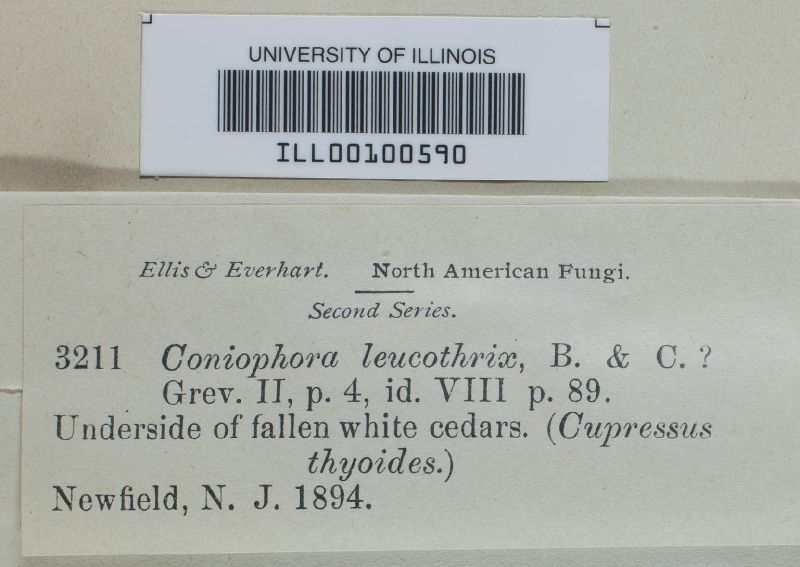 UNIVERSITY OF ILLINOIS
ILL00100590
Ellis & Everhart. North American Fungi.
Second Series.
3211 Coniophora leucothrix, B. & C. ?
Grev. II, p. 4, id. VIII p. 89.
Underside of fallen white cedars. (Cupressus
thyoides.)
Newfield, N. J. 1894.